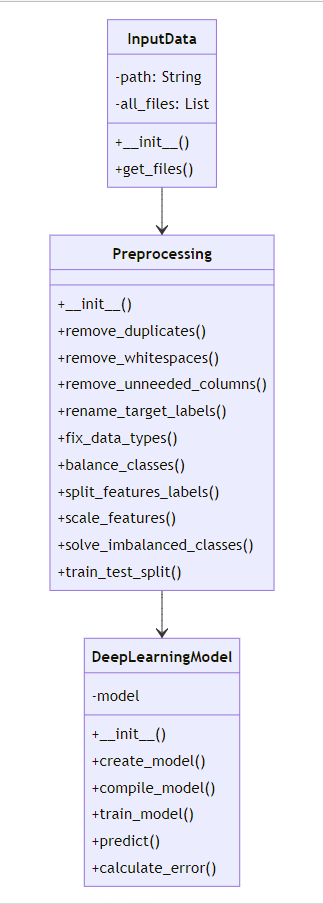 InputData
-path: String
-all_files: List
+__init__()
+get_files()
Preprocessing
+__init__()
+remove_duplicates()
+remove_whitespaces()
+remove_unneeded_columns()
+rename_target_labels()
+fix_data_types()
+balance_classes()
+split_features_labels()
+scale_features()
+solve_imbalanced_classes()
+train_test_split()
DeepLearningModel
-model
+__init__()
+create_model()
+compile_model()
+train_model()
+predict()
+calculate_error()